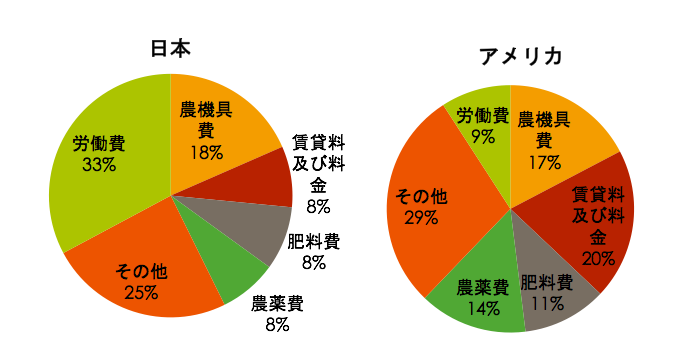 日本
農機具
費
18%
賃貸料
及び料
金
8%
肥料費
8%
農薬費
8%
その他
25%
労働費
33%
アメリカ
農機具
費
17%
賃貸料
及び料
金
20%
肥料費
11%
農薬費
14%
その他
29%
労働費
9%